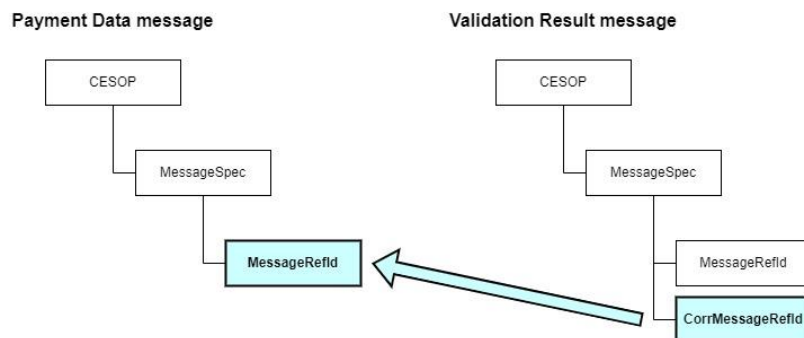 Payment Data message
Validation Result message
CESOP
CESOP
MessageSpec
MessageSpec
MessageRefId
MessageRefId
CorrMessageRefId